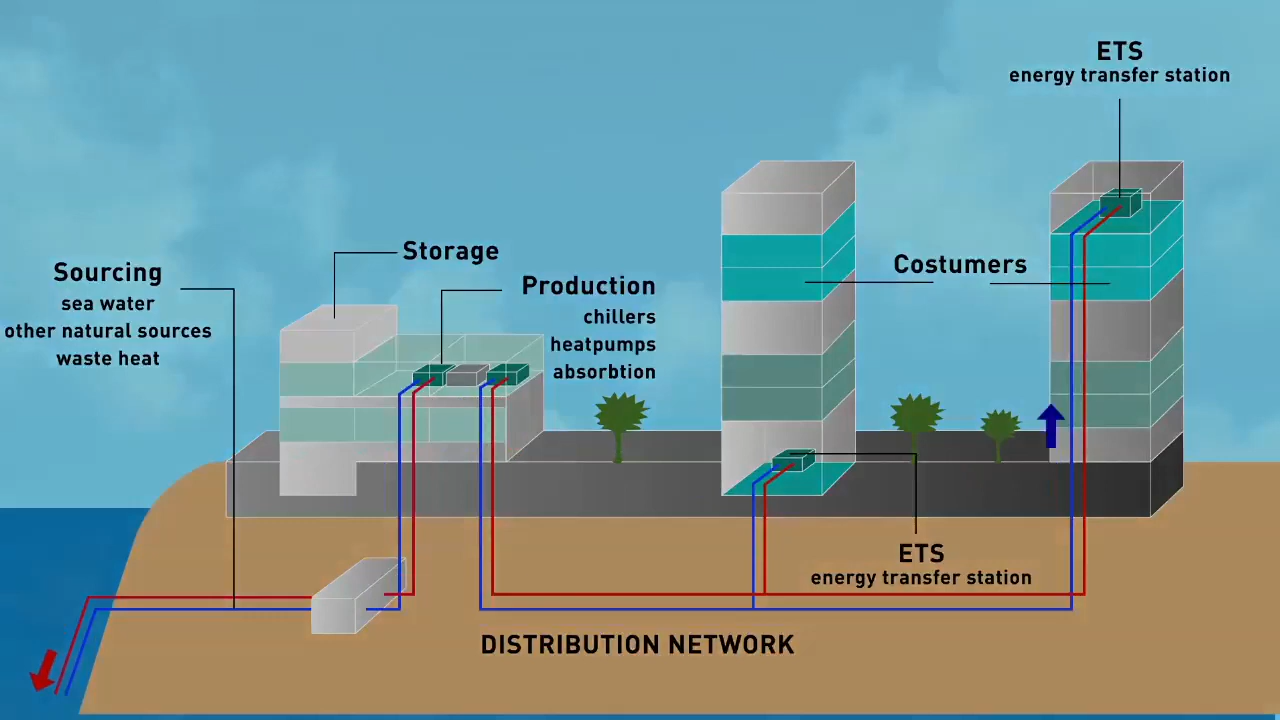 ETS
energy transfer station
Storage
Sourcing
sea water
other natural sources
waste heat
Production
chillers
heatpumps
absorbtion
Costumers
ETS
energy transfer station
DISTRIBUTION NETWORK